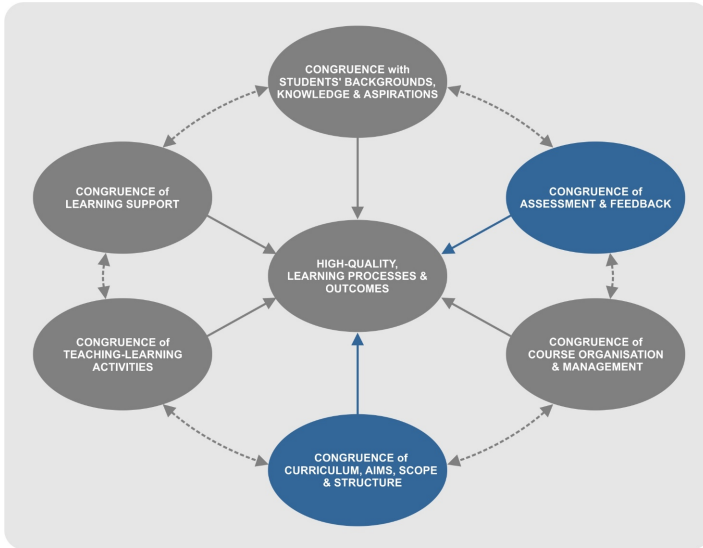 CONGRUENCE with
STUDENTS' BACKGROUNDS,
KNOWLEDGE & ASPIRATIONS
CONGRUENCE of
LEARNING SUPPORT
CONGRUENCE of
ASSESSMENT & FEEDBACK
HIGH-QUALITY,
LEARNING PROCESSES &
OUTCOMES
CONGRUENCE of
TEACHING-LEARNING
ACTIVITIES
CONGRUENCE of
COURSE ORGANISATION
& MANAGEMENT
CONGRUENCE of
CURRICULUM, AIMS, SCOPE
& STRUCTURE